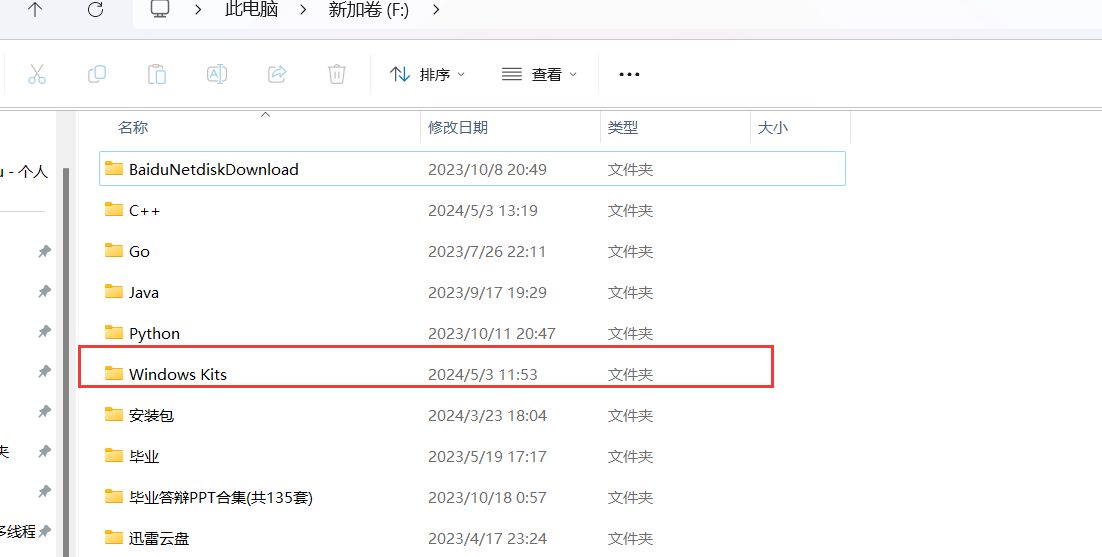 此电脑 > 新加卷 (F:) >
排序 查看 •••
名称 修改日期 类型 大小
u - 个人
BaiduNetdiskDownload 2023/10/8 20:49 文件夹
C++ 2024/5/3 13:19 文件夹
Go 2023/7/26 22:11 文件夹
Java 2023/9/17 19:29 文件夹
Python 2023/10/11 20:47 文件夹
Windows Kits 2024/5/3 11:53 文件夹
安装包 2024/3/23 18:04 文件夹
夹
毕业 2023/5/19 17:17 文件夹
毕业答辩PPT合集(共135套) 2023/10/18 0:57 文件夹
多线程
迅雷云盘 2023/4/17 23:24 文件夹